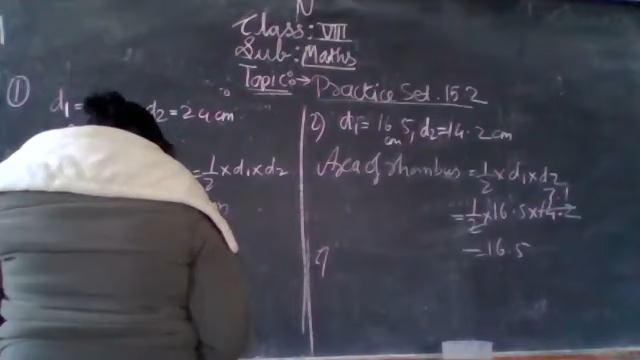 N
Class: VIII
Sub: Maths
Topic:→ Practice Set. 15.2
①
d₂=24 cm
=1/2×d₁×d₂
2) d₁=16.5, d₂=14.2 cm
cm
Area of rhombus = 1/2×d₁×d₂
7.1
=1/2×16.5×14.2
=16.5